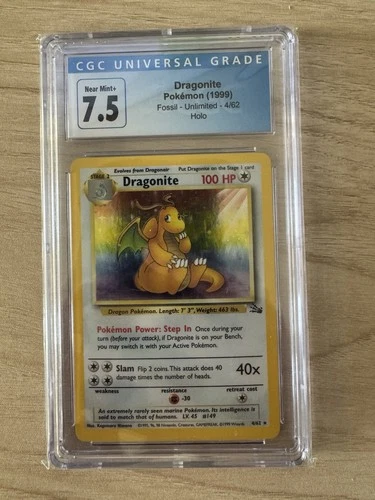 CGC UNIVERSAL GRADE
Near Mint+
7.5
Dragonite
Pokémon (1999)
Fossil - Unlimited - 4/62
Holo
Evolves from Dragonair Put Dragonite on the Stage 1 card
Dragonite 100 HP
Dragon Pokémon. Length: 7' 3", Weight: 463 lbs.
Pokémon Power: Step In Once during your
turn (before your attack), if Dragonite is on your Bench,
you may switch it with your Active Pokémon.
Slam Flip 2 coins. This attack does 40
damage times the number of heads.
40x
weakness resistance retreat cost
-30
An extremely rarely seen marine Pokémon. Its intelligence is
said to match that of humans. LV. 45 #149
4/62